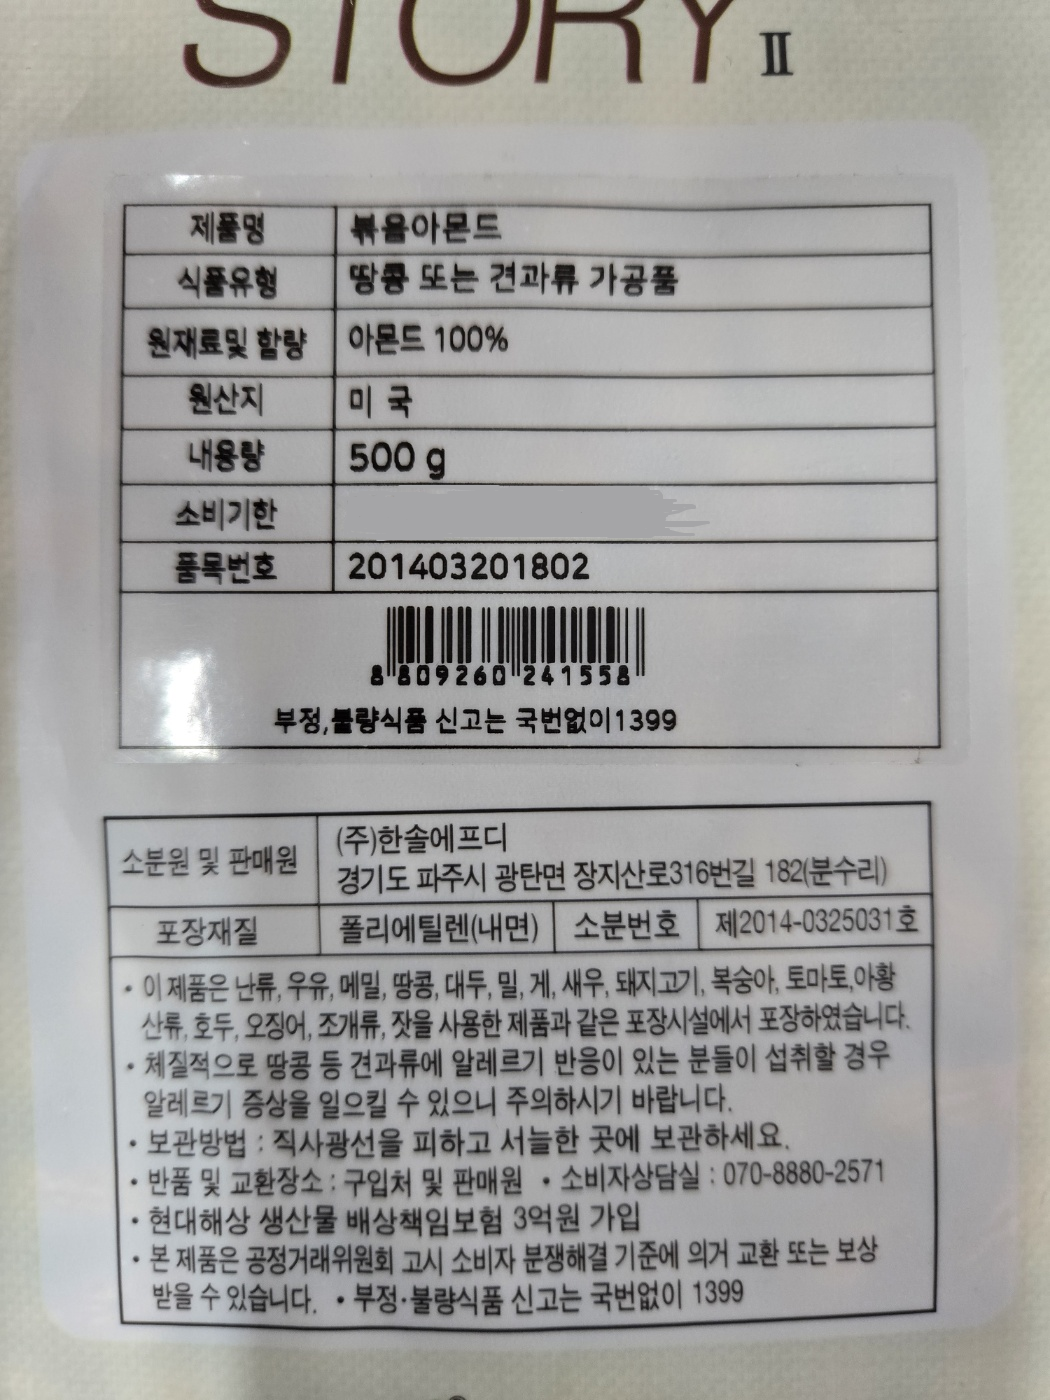 STORY II
제품명 볶음아몬드
식품유형 땅콩 또는 견과류 가공품
원재료및 함량 아몬드 100%
원산지 미 국
내용량 500 g
소비기한
품목번호 201403201802
8 809260 241558
부정,불량식품 신고는 국번없이1399
소분원 및 판매원 (주)한솔에프디
경기도 파주시 광탄면 장지산로316번길 182(분수리)
포장재질 폴리에틸렌(내면) 소분번호 제2014-0325031호
• 이 제품은 난류, 우유, 메밀, 땅콩, 대두, 밀, 게, 새우, 돼지고기, 복숭아, 토마토,아황
산류, 호두, 오징어, 조개류, 잣을 사용한 제품과 같은 포장시설에서 포장하였습니다.
• 체질적으로 땅콩 등 견과류에 알레르기 반응이 있는 분들이 섭취할 경우
알레르기 증상을 일으킬 수 있으니 주의하시기 바랍니다.
• 보관방법 : 직사광선을 피하고 서늘한 곳에 보관하세요.
• 반품 및 교환장소 : 구입처 및 판매원 • 소비자상담실 : 070-8880-2571
• 현대해상 생산물 배상책임보험 3억원 가입
• 본 제품은 공정거래위원회 고시 소비자 분쟁해결 기준에 의거 교환 또는 보상
받을 수 있습니다. • 부정·불량식품 신고는 국번없이 1399